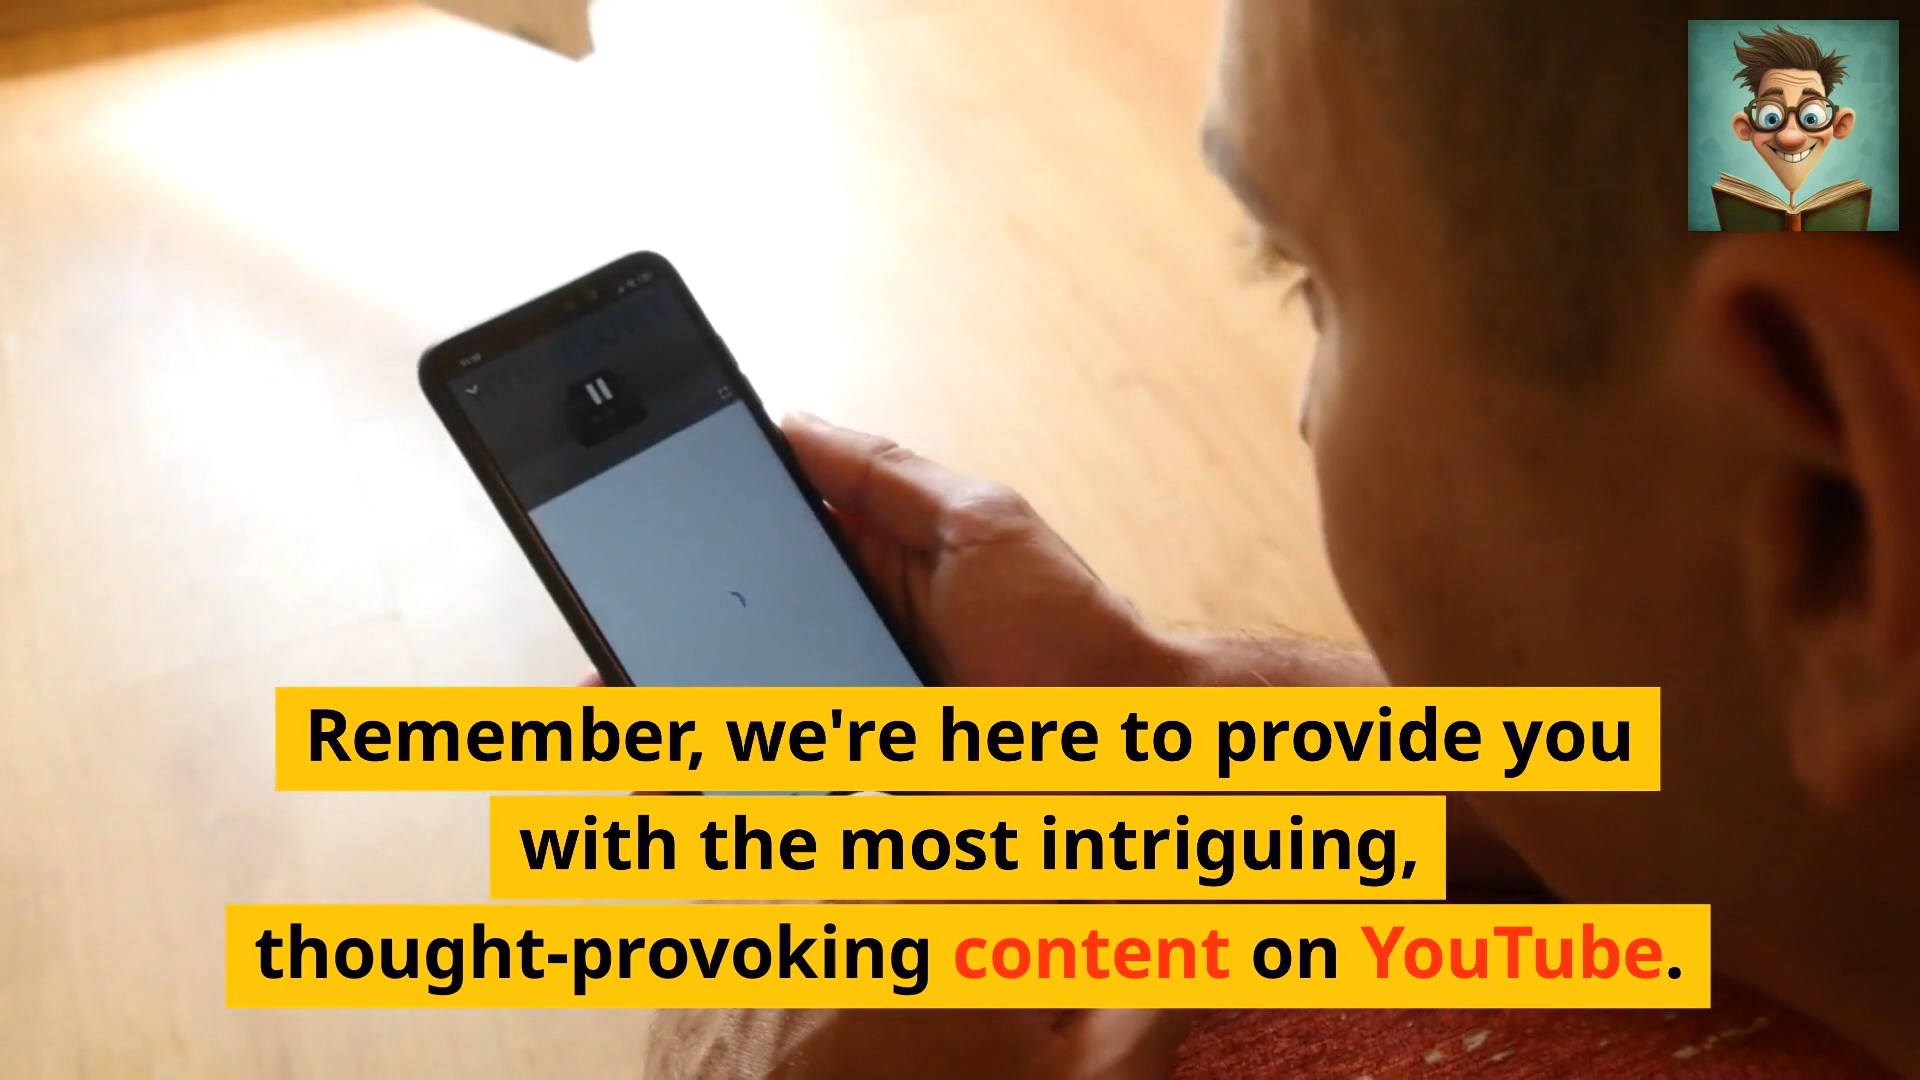 Remember, we're here to provide you
with the most intriguing,
thought-provoking content on YouTube.